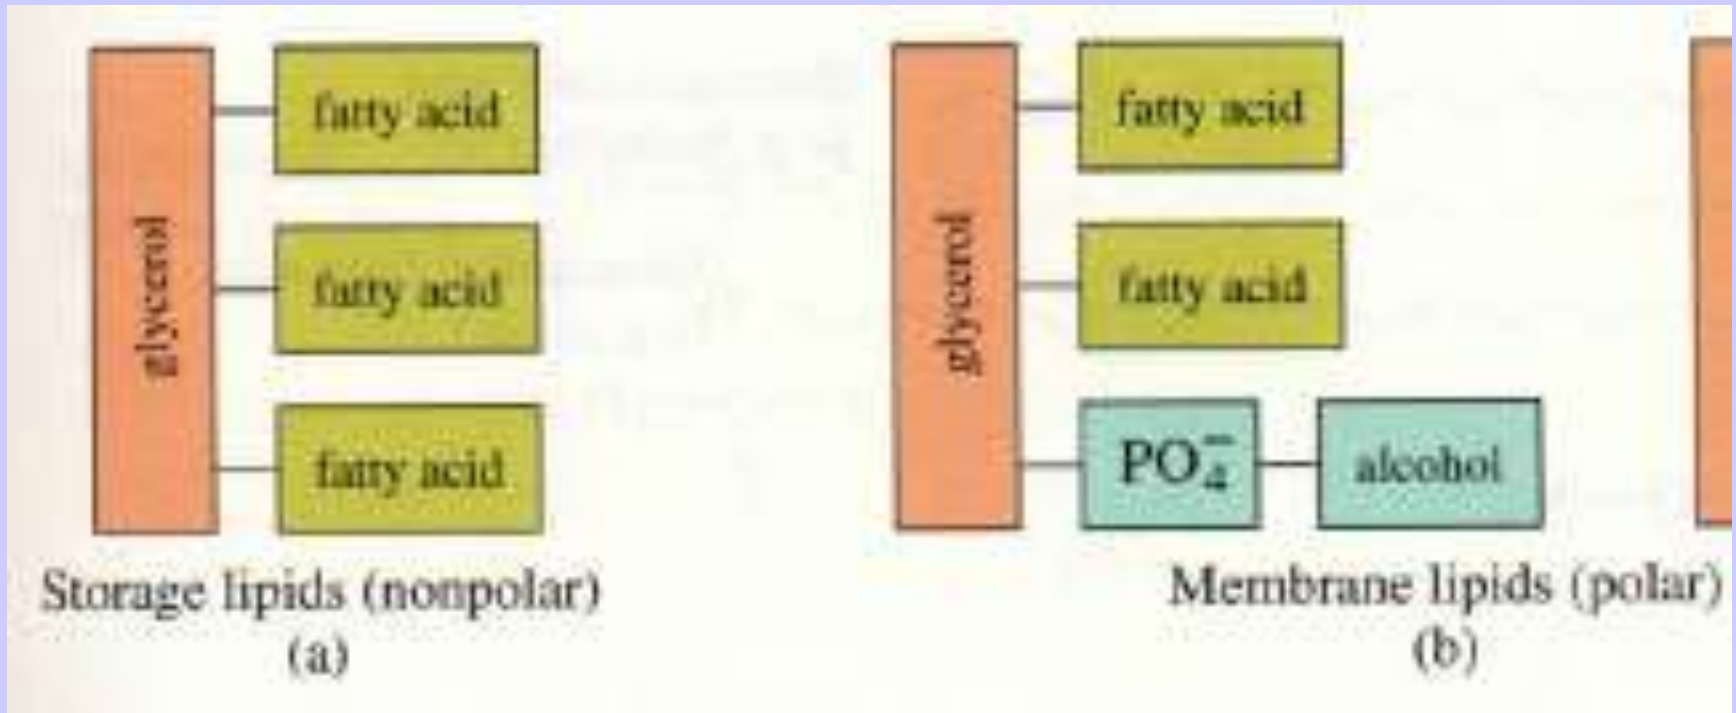 glycerol
fatty acid
fatty acid
fatty acid
Storage lipids (nonpolar)
(a)
glycerol
fatty acid
fatty acid
PO₄⁻ alcohol
Membrane lipids (polar)
(b)